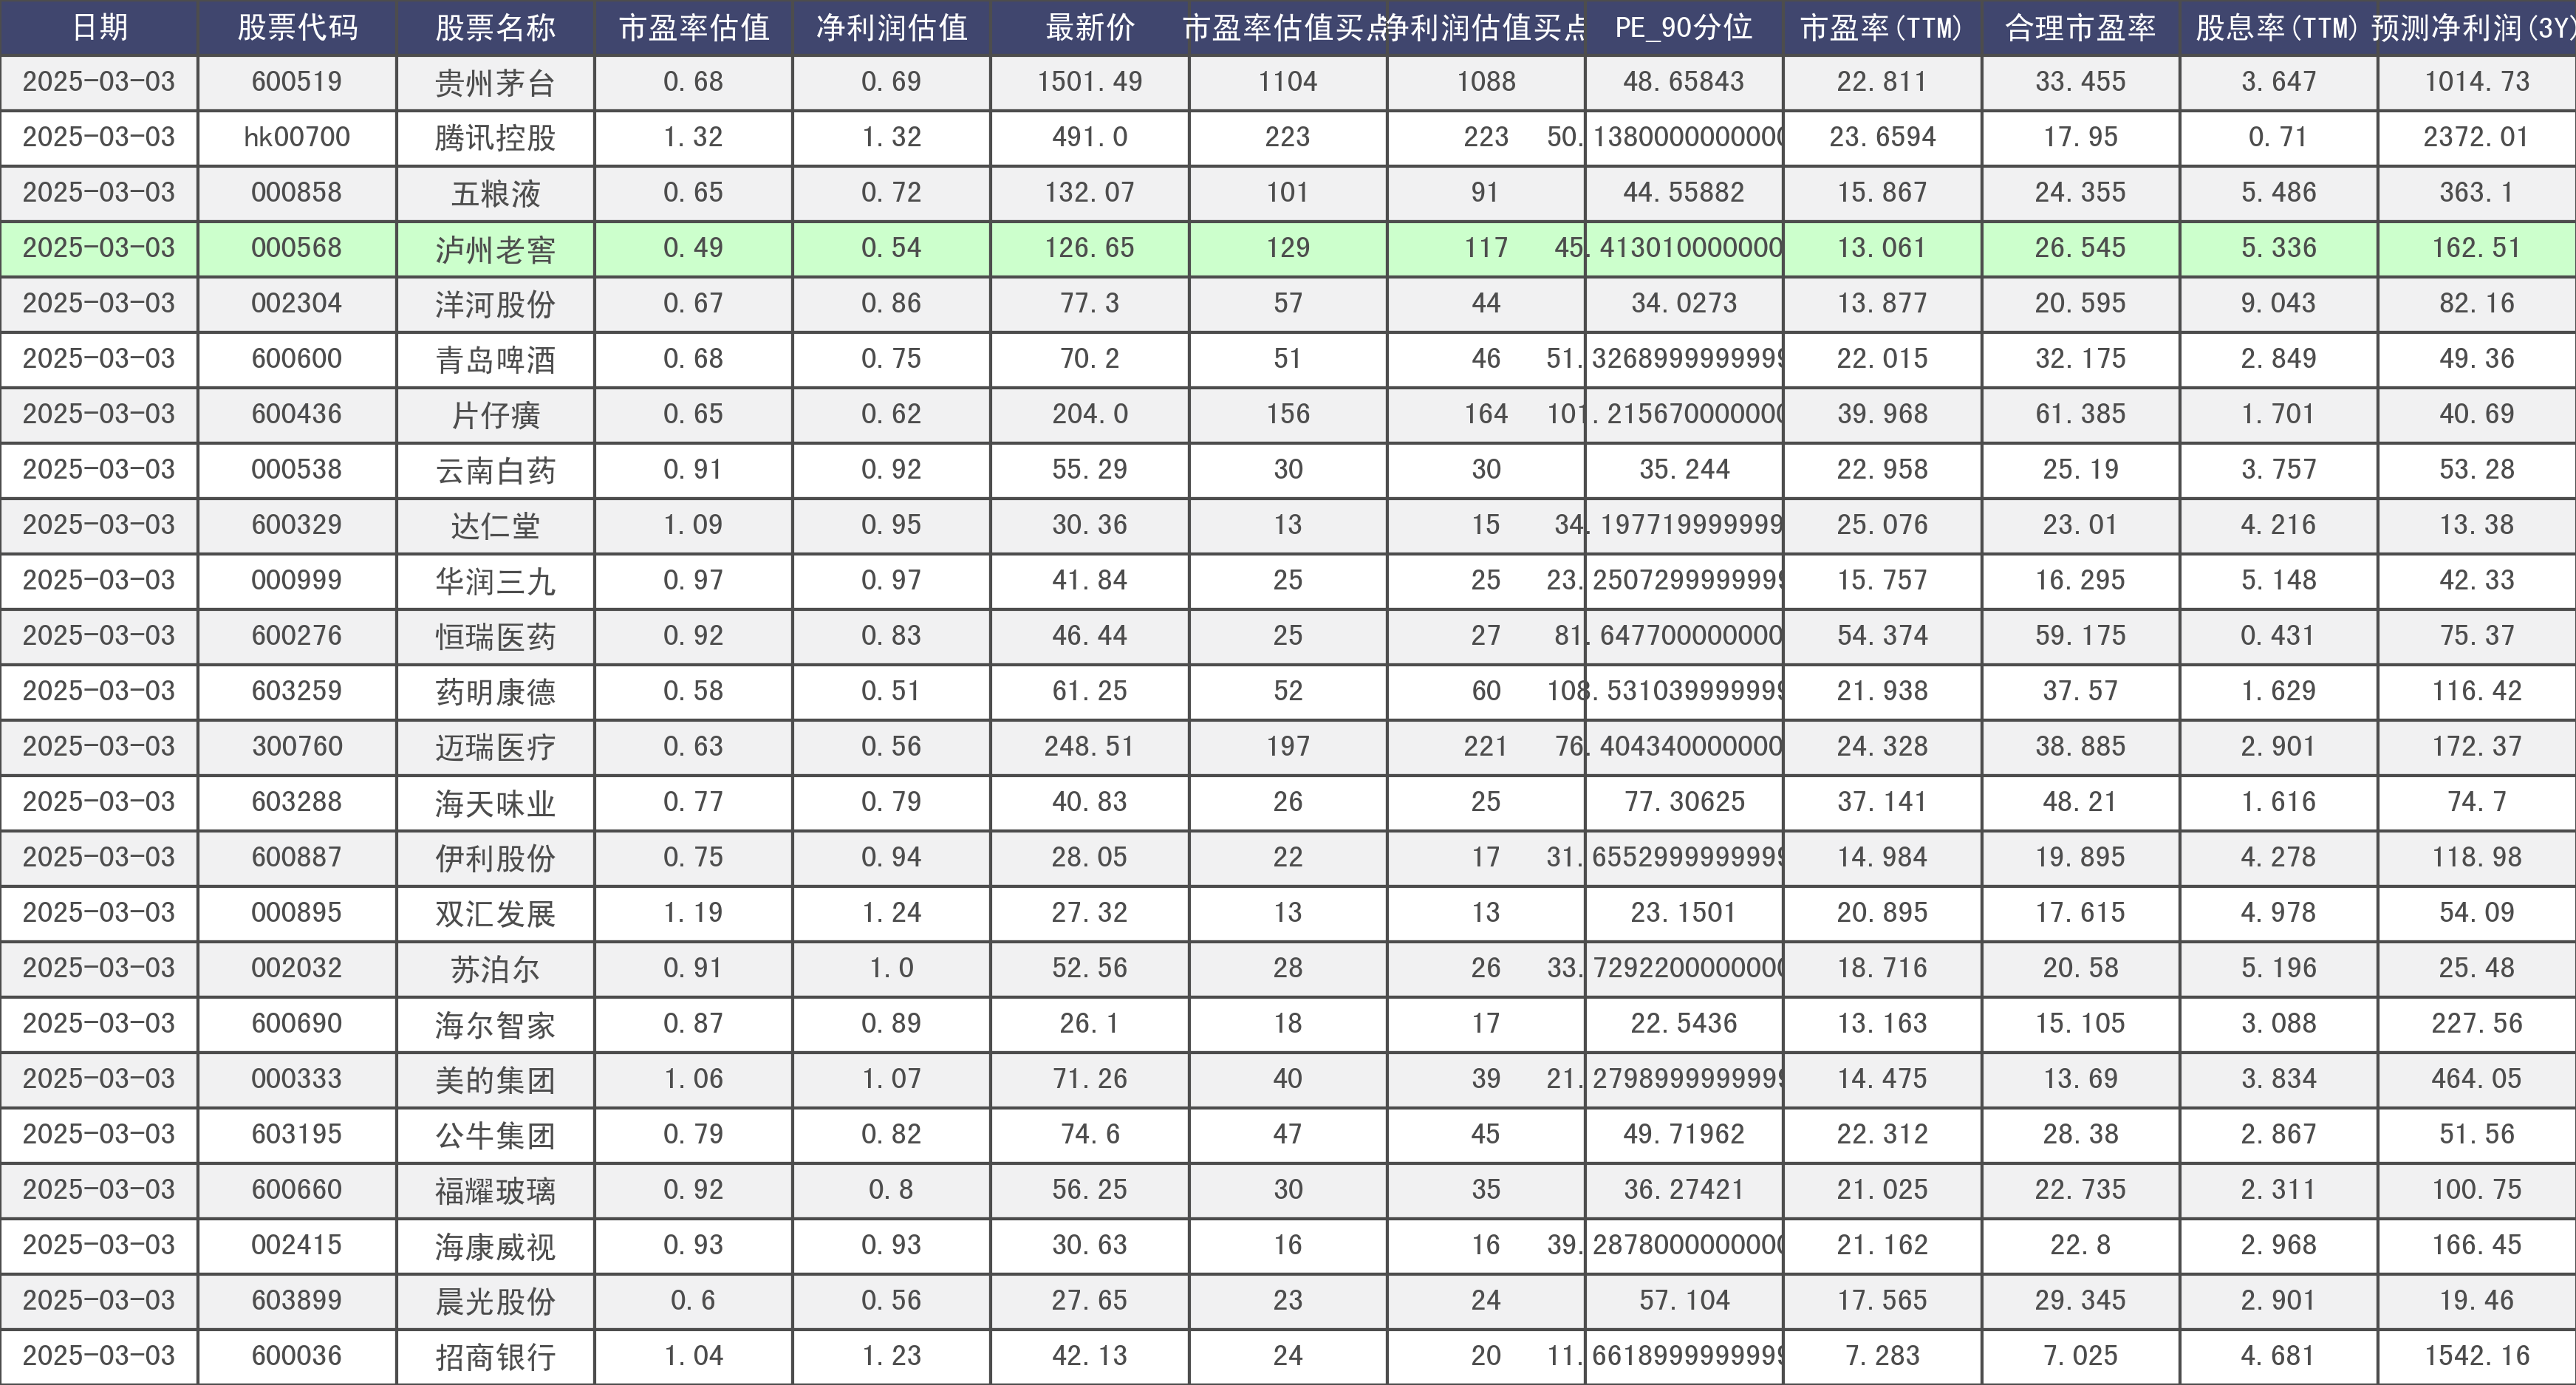 日期 股票代码 股票名称 市盈率估值 净利润估值 最新价 市盈率估值买点 净利润估值买点 PE_90分位 市盈率(TTM) 合理市盈率 股息率(TTM) 预测净利润(3Y)
2025-03-03 600519 贵州茅台 0.68 0.69 1501.49 1104 1088 48.65843 22.811 33.455 3.647 1014.73
2025-03-03 hk00700 腾讯控股 1.32 1.32 491.0 223 223 50.1380000000000 23.6594 17.95 0.71 2372.01
2025-03-03 000858 五粮液 0.65 0.72 132.07 101 91 44.55882 15.867 24.355 5.486 363.1
2025-03-03 000568 泸州老窖 0.49 0.54 126.65 129 117 45.413010000000 13.061 26.545 5.336 162.51
2025-03-03 002304 洋河股份 0.67 0.86 77.3 57 44 34.0273 13.877 20.595 9.043 82.16
2025-03-03 600600 青岛啤酒 0.68 0.75 70.2 51 46 51.3268999999999 22.015 32.175 2.849 49.36
2025-03-03 600436 片仔癀 0.65 0.62 204.0 156 164 101.215670000000 39.968 61.385 1.701 40.69
2025-03-03 000538 云南白药 0.91 0.92 55.29 30 30 35.244 22.958 25.19 3.757 53.28
2025-03-03 600329 达仁堂 1.09 0.95 30.36 13 15 34.197719999999 25.076 23.01 4.216 13.38
2025-03-03 000999 华润三九 0.97 0.97 41.84 25 25 23.2507299999999 15.757 16.295 5.148 42.33
2025-03-03 600276 恒瑞医药 0.92 0.83 46.44 25 27 81.647700000000 54.374 59.175 0.431 75.37
2025-03-03 603259 药明康德 0.58 0.51 61.25 52 60 108.531039999999 21.938 37.57 1.629 116.42
2025-03-03 300760 迈瑞医疗 0.63 0.56 248.51 197 221 76.404340000000 24.328 38.885 2.901 172.37
2025-03-03 603288 海天味业 0.77 0.79 40.83 26 25 77.30625 37.141 48.21 1.616 74.7
2025-03-03 600887 伊利股份 0.75 0.94 28.05 22 17 31.6552999999999 14.984 19.895 4.278 118.98
2025-03-03 000895 双汇发展 1.19 1.24 27.32 13 13 23.1501 20.895 17.615 4.978 54.09
2025-03-03 002032 苏泊尔 0.91 1.0 52.56 28 26 33.7292200000000 18.716 20.58 5.196 25.48
2025-03-03 600690 海尔智家 0.87 0.89 26.1 18 17 22.5436 13.163 15.105 3.088 227.56
2025-03-03 000333 美的集团 1.06 1.07 71.26 40 39 21.2798999999999 14.475 13.69 3.834 464.05
2025-03-03 603195 公牛集团 0.79 0.82 74.6 47 45 49.71962 22.312 28.38 2.867 51.56
2025-03-03 600660 福耀玻璃 0.92 0.8 56.25 30 35 36.27421 21.025 22.735 2.311 100.75
2025-03-03 002415 海康威视 0.93 0.93 30.63 16 16 39.2878000000000 21.162 22.8 2.968 166.45
2025-03-03 603899 晨光股份 0.6 0.56 27.65 23 24 57.104 17.565 29.345 2.901 19.46
2025-03-03 600036 招商银行 1.04 1.23 42.13 24 20 11.6618999999999 7.283 7.025 4.681 1542.16